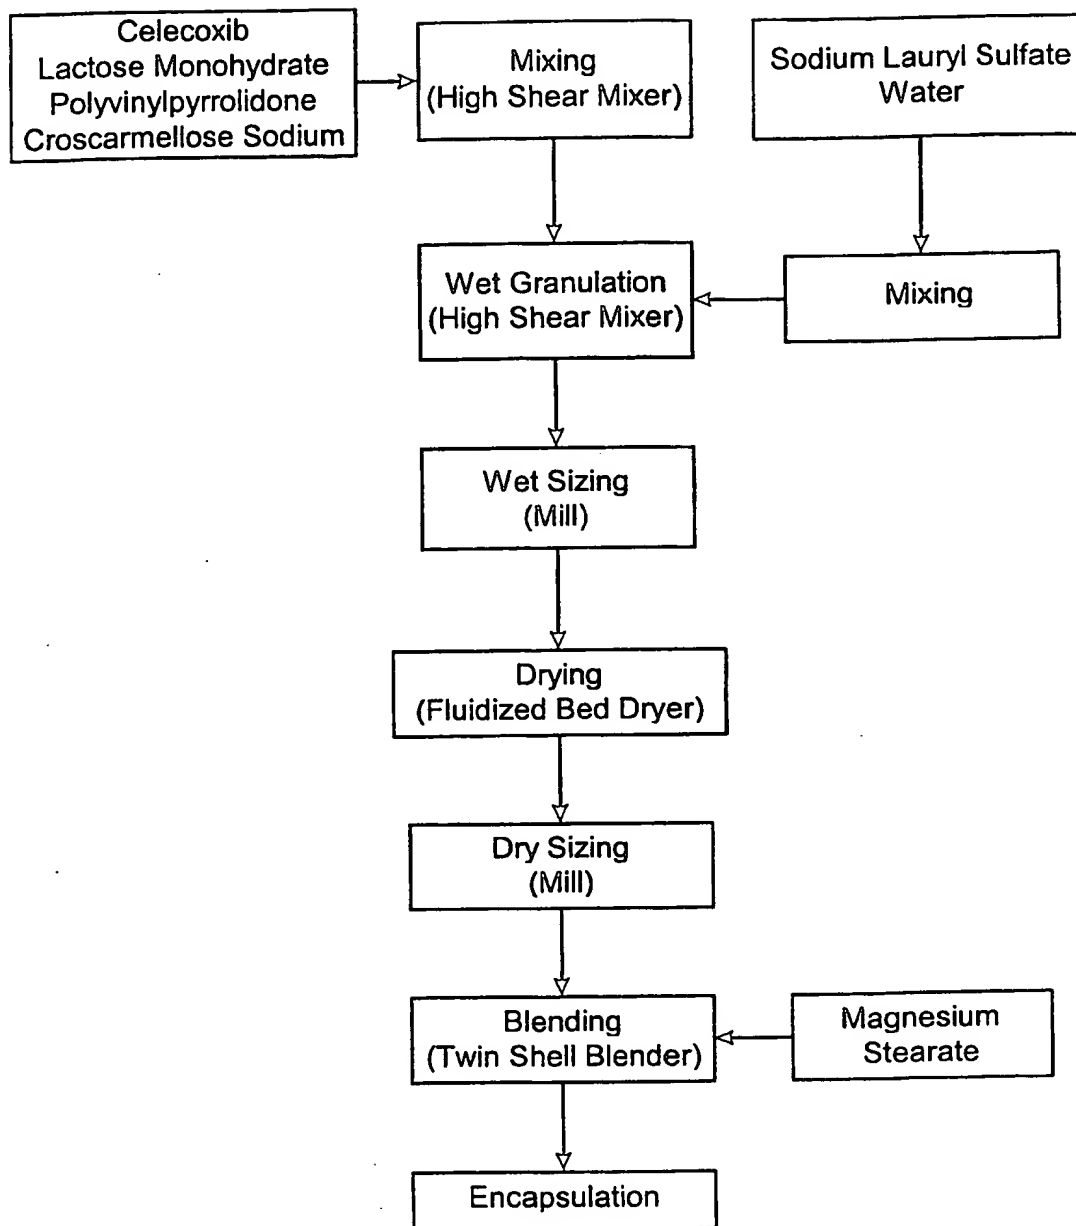 Celecoxib
Lactose Monohydrate
Polyvinylpyrrolidone
Croscarmellose Sodium
Mixing
(High Shear Mixer)
Sodium Lauryl Sulfate
Water
Wet Granulation
(High Shear Mixer)
Mixing
Wet Sizing
(Mill)
Drying
(Fluidized Bed Dryer)
Dry Sizing
(Mill)
Blending
(Twin Shell Blender)
Magnesium
Stearate
Encapsulation